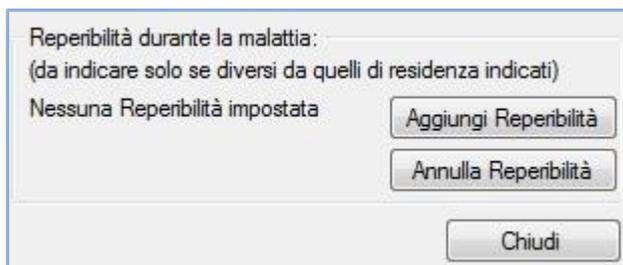 Reperibilità durante la malattia:
(da indicare solo se diversi da quelli di residenza indicati)
Nessuna Reperibilità impostata
Aggiungi Reperibilità
Annulla Reperibilità
Chiudi